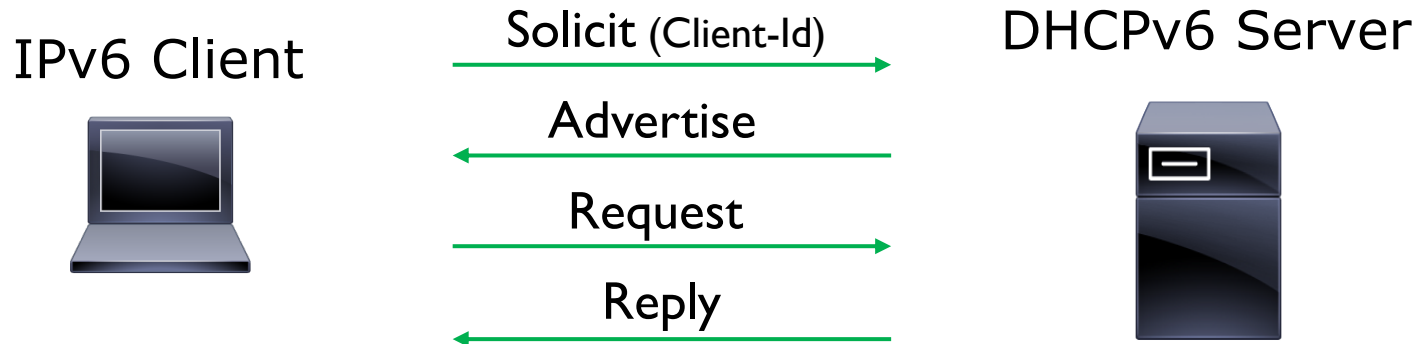 IPv6 Client
Solicit (Client-Id)
DHCPv6 Server
Advertise
Request
Reply